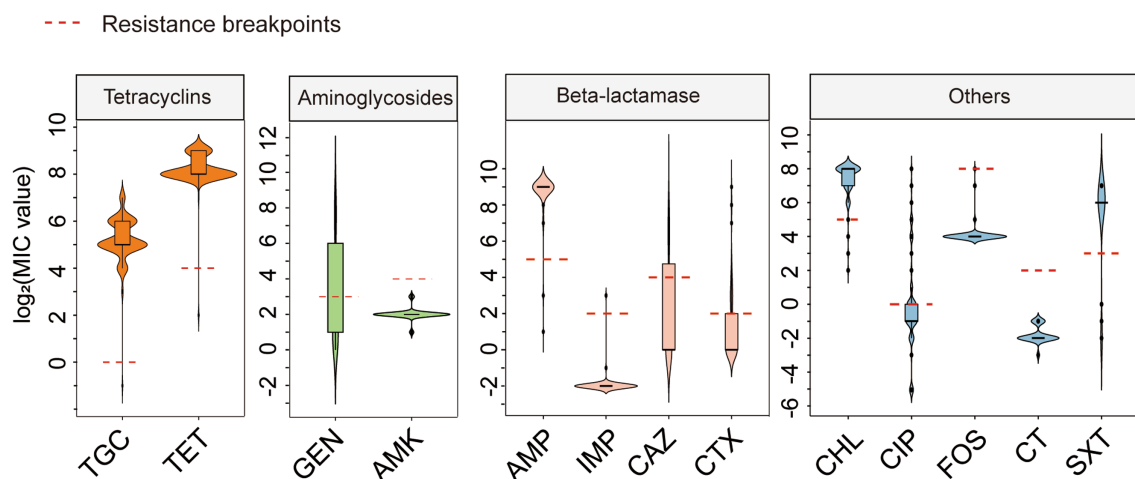 Resistance breakpoints
Tetracyclins
Aminoglycosides
Beta-lactamase
Others
log₂(MIC value)
10
8
6
4
2
0
TGC
TET
12
10
8
6
4
2
0
-2
GEN
AMK
10
8
6
4
2
0
-2
AMP
IMP
CAZ
CTX
10
8
6
4
2
0
-2
-4
-6
CHL
CIP
FOS
CT
SXT